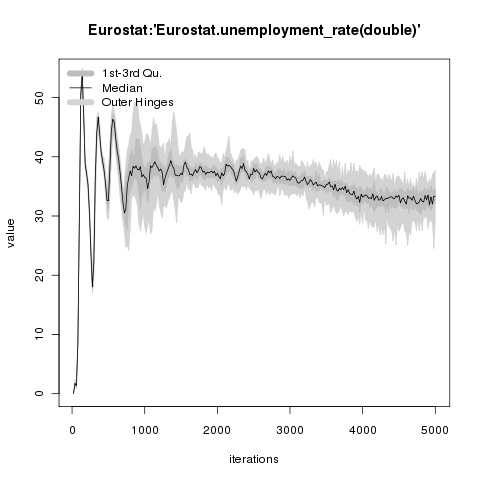 Eurostat:'Eurostat.unemployment_rate(double)'
1st-3rd Qu.
Median
Outer Hinges
value
50
40
30
20
10
0
0 1000 2000 3000 4000 5000
iterations